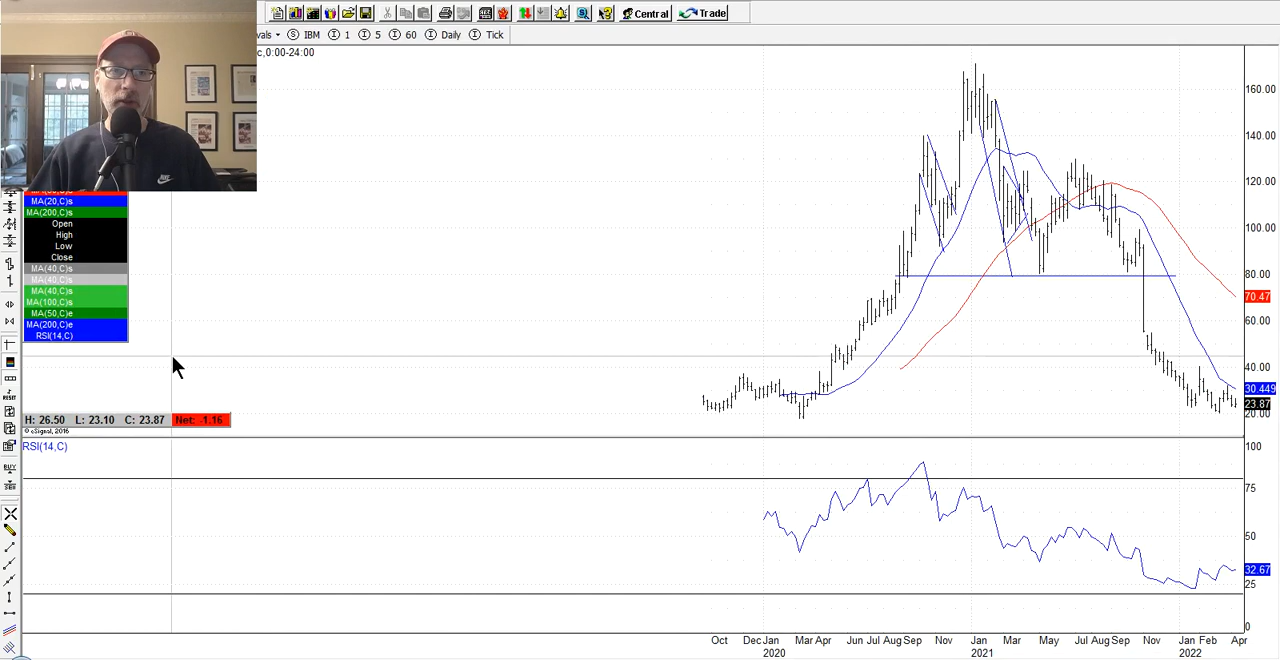 Central Trade
vals IBM 1 5 60 Daily Tick
c,0:00-24:00
MA(20,C)s
MA(200,C)s
Open
High
Low
Close
MA(40,C)s
MA(40,C)s
MA(40,C)s
MA(100,C)s
MA(50,C)e
MA(200,C)e
RSI(14,C)
RESET
BUY
H: 26.50 L: 23.10 C: 23.87 Net: -1.16
© eSignal, 2016
160.00
140.00
120.00
100.00
80.00
70.47
60.00
40.00
30.449
23.87
20.00
RSI(14,C)
100
75
50
32.67
25
0
Oct Dec Jan Mar Apr Jun Jul Aug Sep Nov Jan Mar May Jul Aug Sep Nov Jan Feb Apr
2020 2021 2022